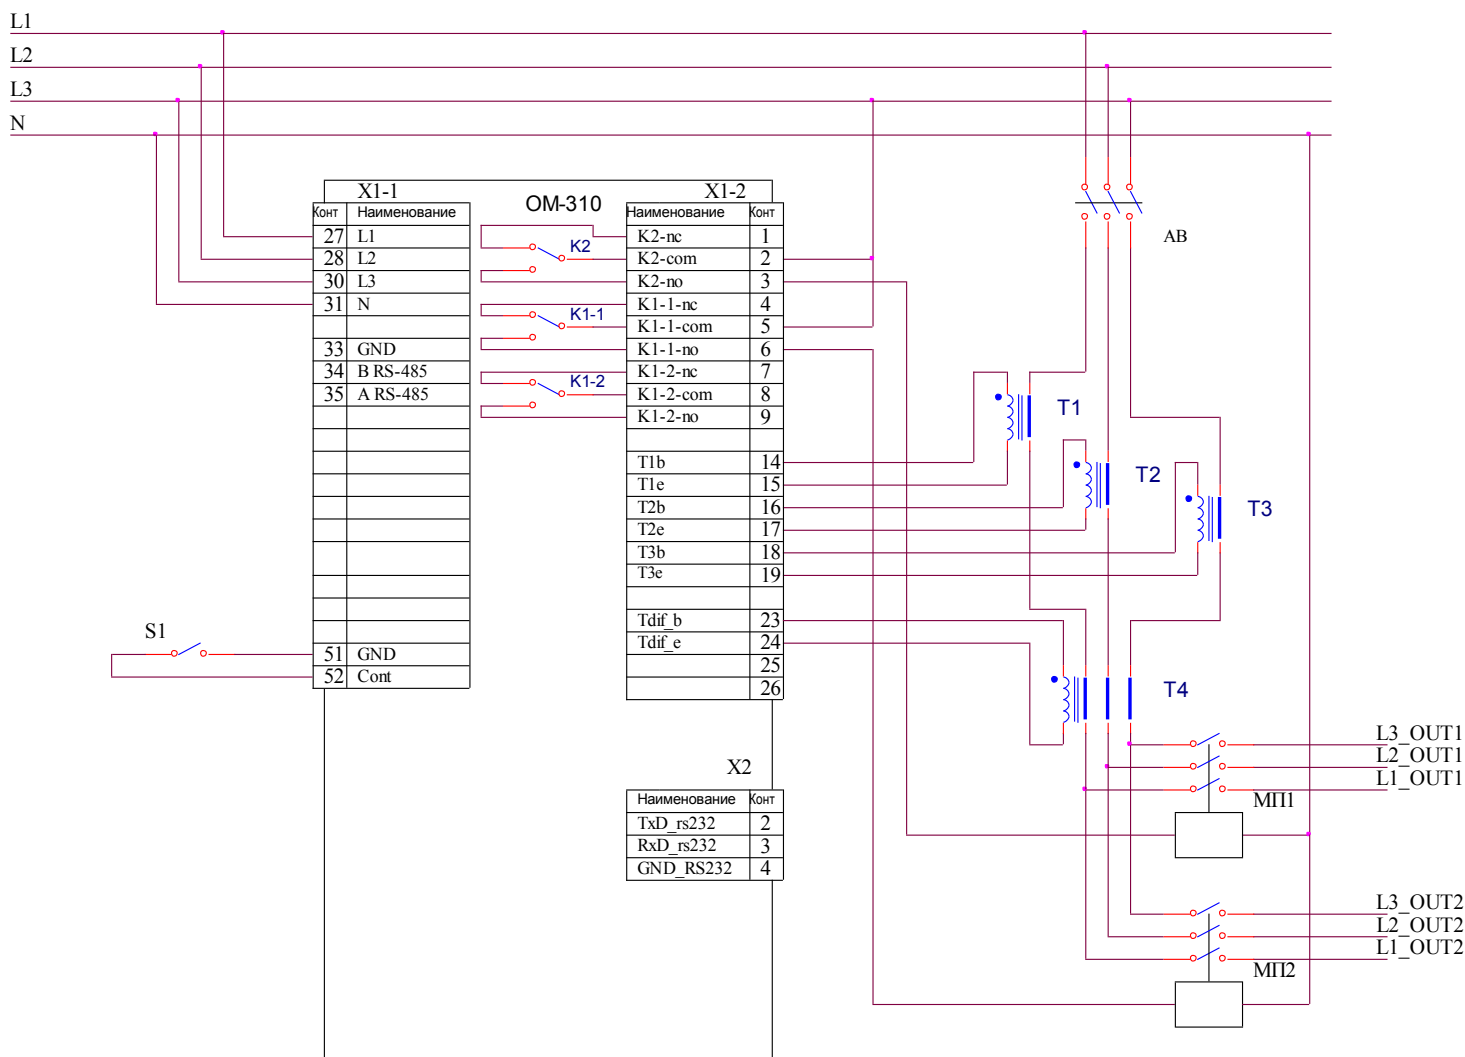 L1
L2
L3
N
X1-1
Конт Наименование
27 L1
28 L2
30 L3
31 N
33 GND
34 B RS-485
35 A RS-485
51 GND
52 Cont
S1
OM-310
K2
K1-1
K1-2
X1-2
Наименование Конт
K2-nc 1
K2-com 2
K2-no 3
K1-1-nc 4
K1-1-com 5
K1-1-no 6
K1-2-nc 7
K1-2-com 8
K1-2-no 9
T1b 14
T1e 15
T2b 16
T2e 17
T3b 18
T3e 19
Tdif_b 23
Tdif_e 24
25
26
X2
Наименование Конт
TxD_rs232 2
RxD_rs232 3
GND_RS232 4
АВ
T1
T2
T3
T4
L3_OUT1
L2_OUT1
L1_OUT1
МП1
L3_OUT2
L2_OUT2
L1_OUT2
МП2